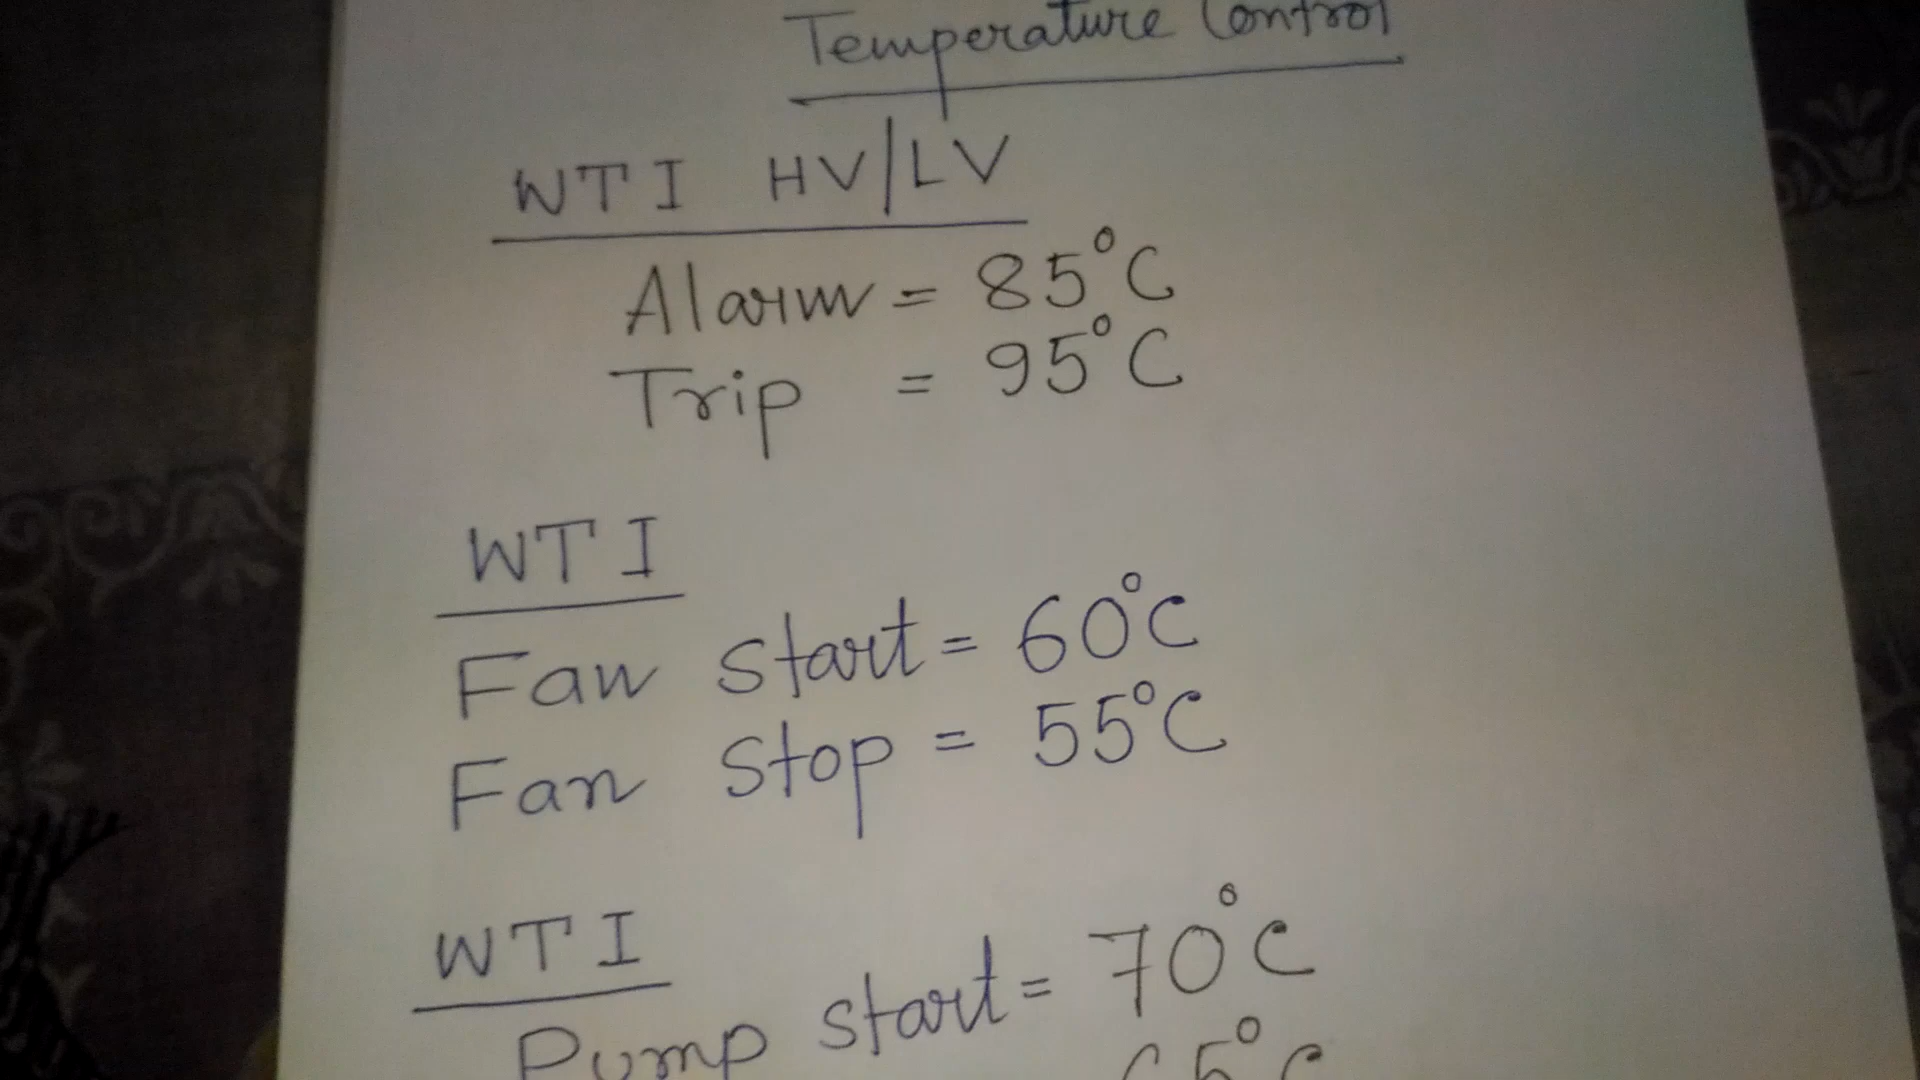 Temperature Control
WTI HV/LV
Alarm = 85°C
Trip = 95°C
WTI
Fan start = 60°C
Fan stop = 55°C
WTI
Pump start = 70°C
65°C